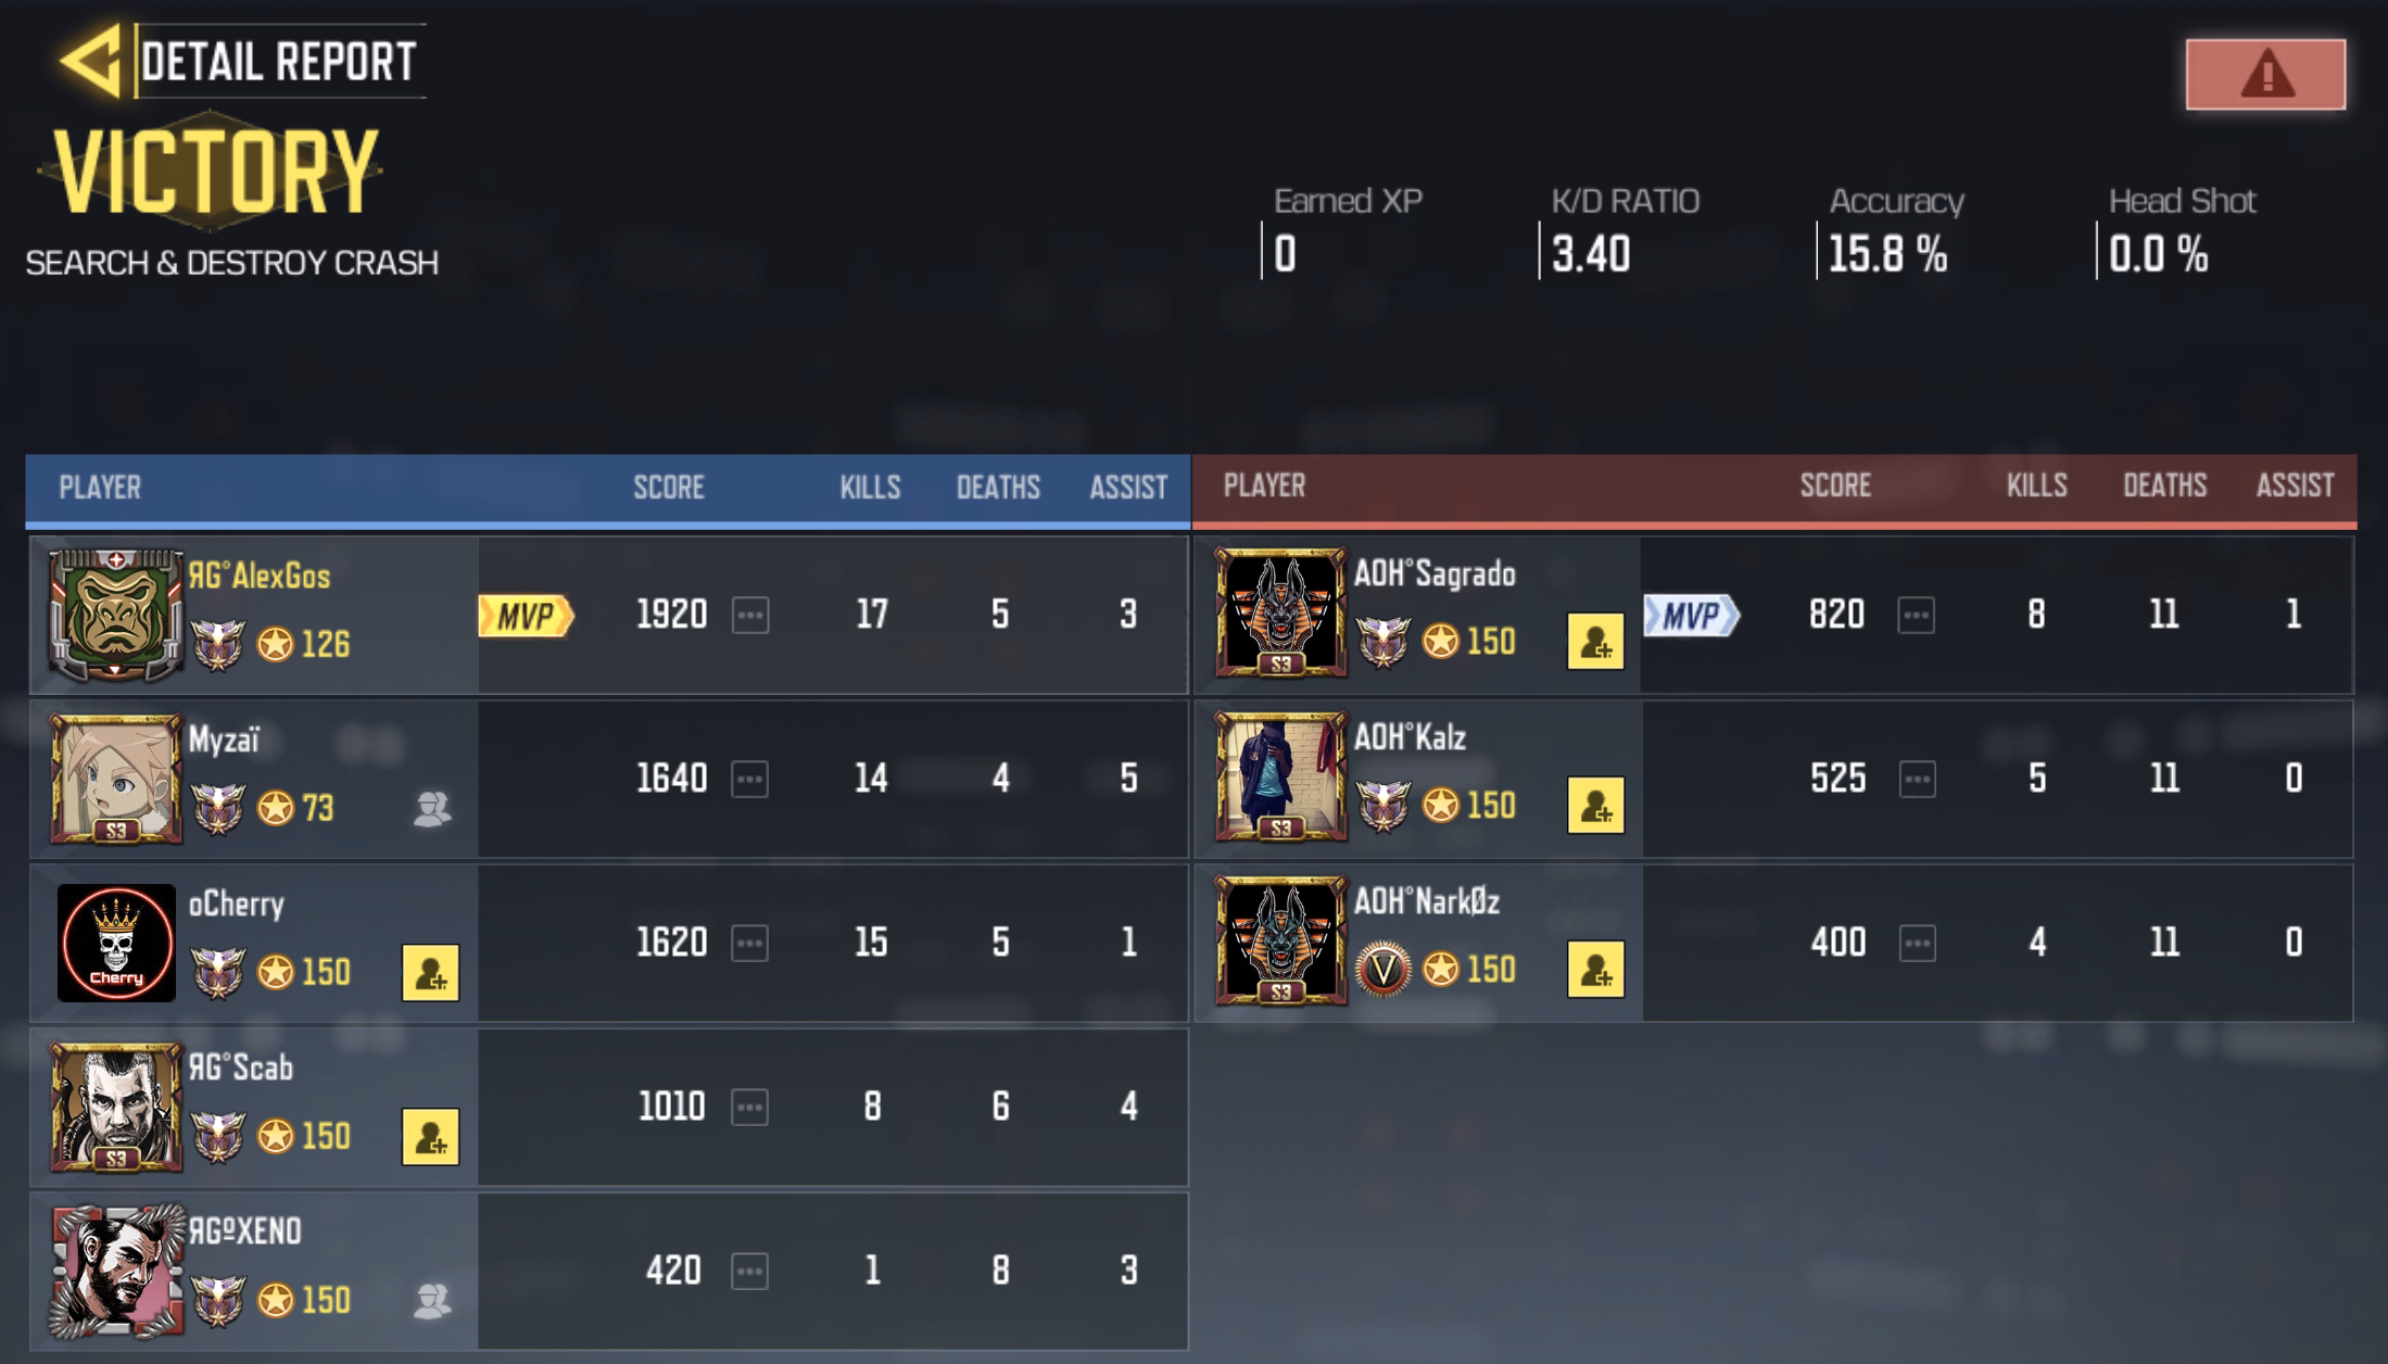 DETAIL REPORT
VICTORY
SEARCH & DESTROY CRASH
Earned XP K/D RATIO Accuracy Head Shot
0 3.40 15.8 % 0.0 %
PLAYER SCORE KILLS DEATHS ASSIST
ЯG°AlexGos
126
MVP 1920 17 5 3
Myzaï
S3 73
1640 14 4 5
oCherry
Cherry 150
1620 15 5 1
ЯG°Scab
S3 150
1010 8 6 4
ЯGºXENO
150
420 1 8 3
PLAYER SCORE KILLS DEATHS ASSIST
AOH°Sagrado
S3 150
MVP 820 8 11 1
AOH°Kalz
S3 150
525 5 11 0
AOH°NarkØz
S3 V 150
400 4 11 0